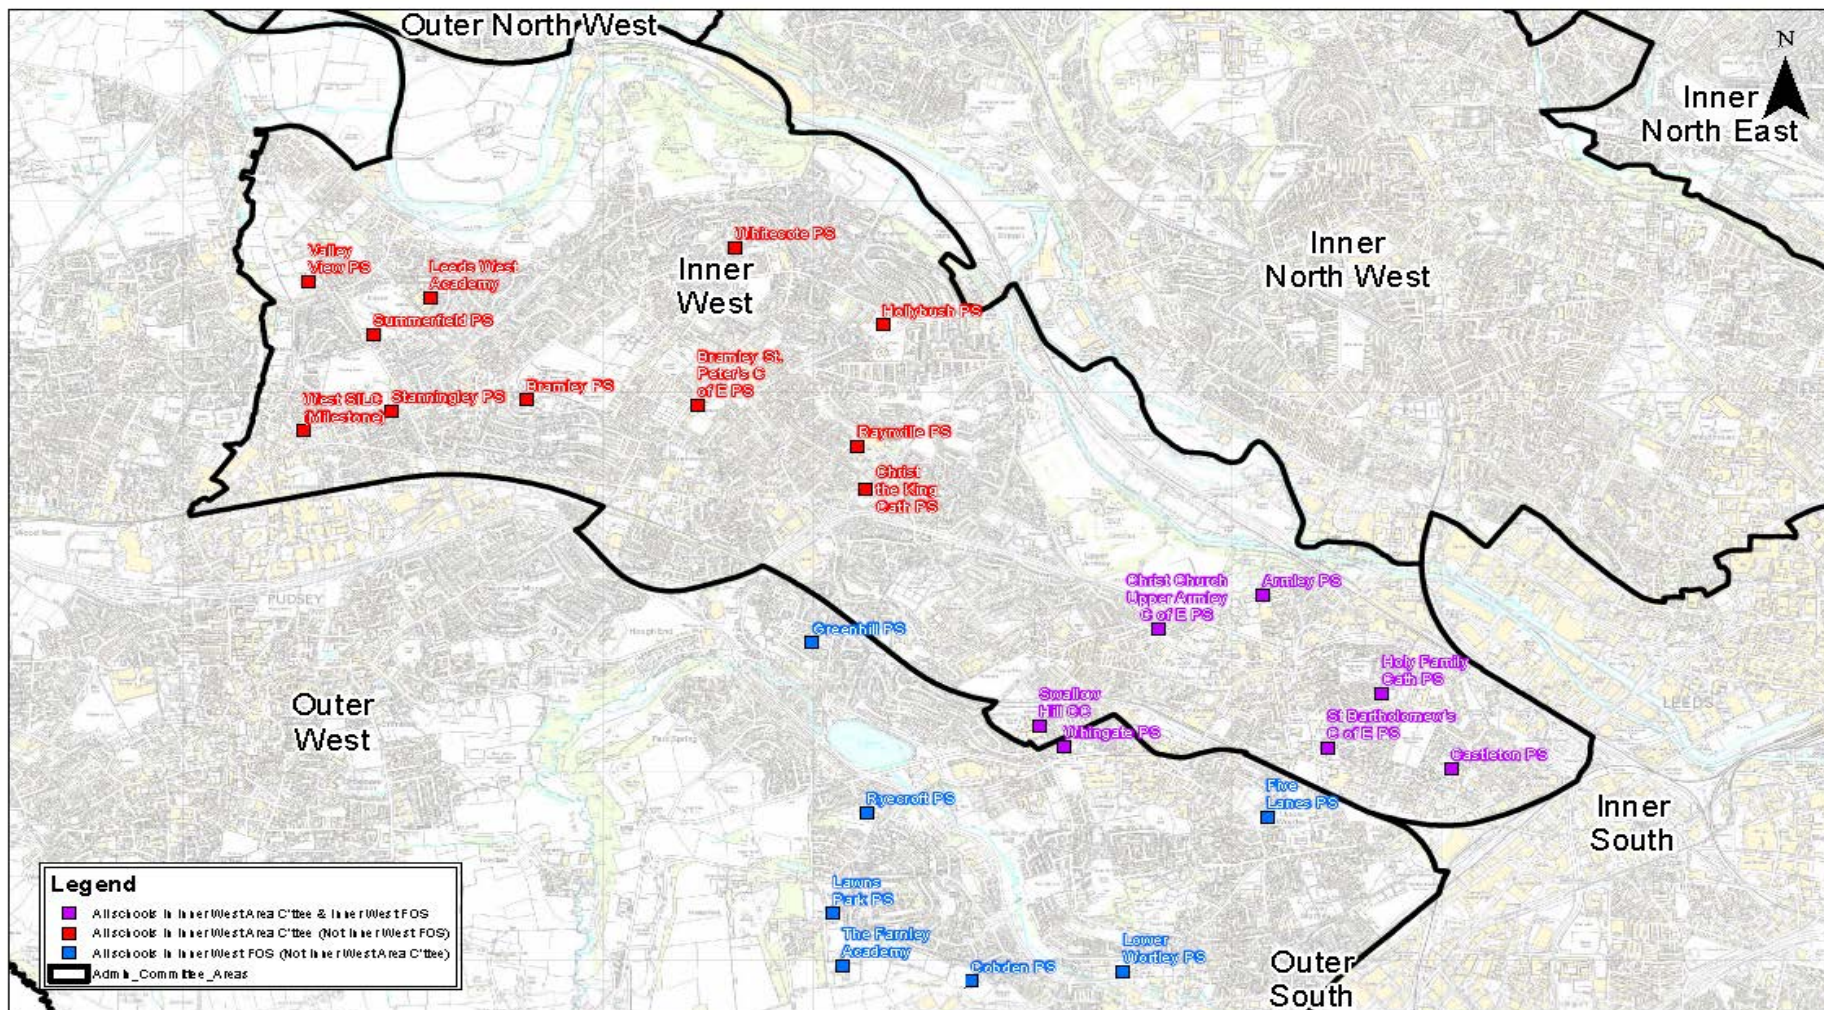 Outer North West
N
Inner
North East
Inner
North West
Whitecote PS
Inner
West
Valley
View PS
Leeds West
Academy
Summerfield PS
Hollybush PS
Bramley St.
Peter's C
of E PS
Bramley PS
Stanningley PS
West SILC
(Milestone)
Raynville PS
Christ
the King
Cath PS
PUDSEY
Christ Church
Upper Armley
C of E PS
Armley PS
Greenhill PS
Holy Family
Cath PS
Swallow
Hill CC
Whingate PS
St Bartholomew's
C of E PS
Castleton PS
LEEDS
Outer
West
Ryecroft PS
Five
Lanes PS
Inner
South
Lawns
Park PS
The Farnley
Academy
Cobden PS
Lower
Wortley PS
Outer
South
Legend
All schools in Inner West Area C'ttee & Inner West FOS
All schools in Inner West Area C'ttee (Not Inner West FOS)
All schools in Inner West FOS (Not Inner West Area C'ttee)
Admin_Committee_Areas